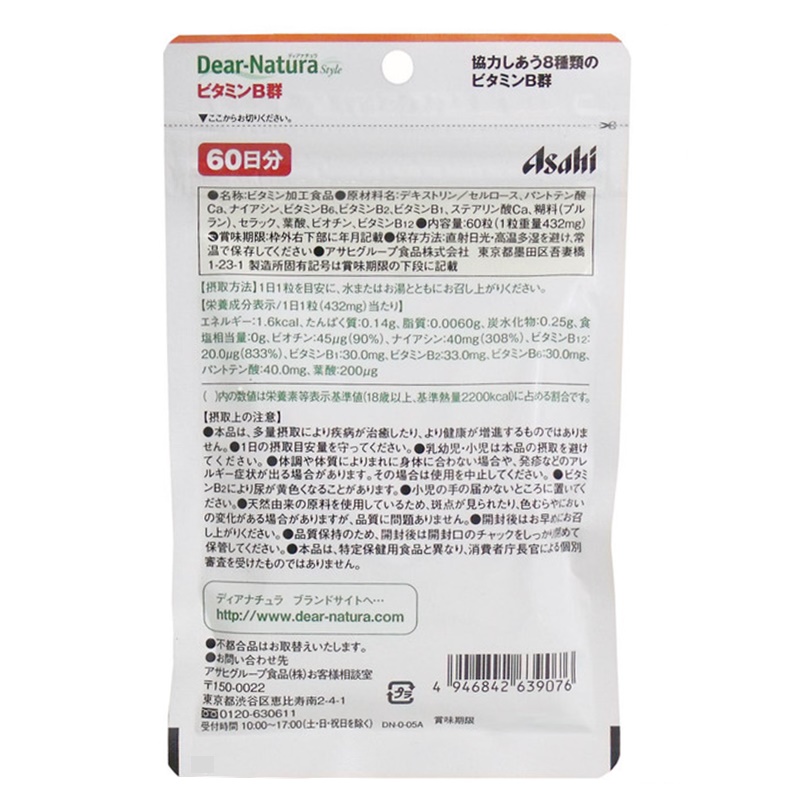 ディアナチュラ
Dear-Natura Style
ビタミンB群
協力しあう8種類の
ビタミンB群
▼ここからお切りください。
60日分
Asahi
●名称:ビタミン加工食品●原材料名:デキストリン/セルロース、パントテン酸
Ca、ナイアシン、ビタミンB6、ビタミンB2、ビタミンB1、ステアリン酸Ca、糊料(プル
ラン)、セラック、葉酸、ビオチン、ビタミンB12●内容量:60粒(1粒重量432mg)
賞味期限:枠外右下部に年月記載●保存方法:直射日光・高温多湿を避け、常
温で保存してください●アサヒグループ食品株式会社 東京都墨田区吾妻橋
1-23-1 製造所固有記号は賞味期限の下段に記載
【摂取方法】1日1粒を目安に、水またはお湯とともにお召し上がりください。
【栄養成分表示/1日1粒(432mg)当たり】
エネルギー:1.6kcal、たんぱく質:0.14g、脂質:0.0060g、炭水化物:0.25g、食
塩相当量:0g、ビオチン:45μg(90%)、ナイアシン:40mg(308%)、ビタミンB12:
20.0μg(833%)、ビタミンB1:30.0mg、ビタミンB2:33.0mg、ビタミンB6:30.0mg、
パントテン酸:40.0mg、葉酸:200μg
( )内の数値は栄養素等表示基準値(18歳以上、基準熱量2200kcal)に占める割合です。
【摂取上の注意】
●本品は、多量摂取により疾病が治癒したり、より健康が増進するものではありま
せん。●1日の摂取目安量を守ってください。●乳幼児・小児は本品の摂取を避け
てください。●体調や体質によりまれに身体に合わない場合や、発疹などのアレ
ルギー症状が出る場合があります。その場合は使用を中止してください。●ビタミ
ンB2により尿が黄色くなることがあります。●小児の手の届かないところに置いてく
ださい。●天然由来の原料を使用しているため、斑点が見られたり、色むらやにおい
の変化がある場合がありますが、品質に問題ありません。●開封後はお早めにお召
し上がりください。●品質保持のため、開封後は開封口のチャックをしっかり閉めて
保管してください。●本品は、特定保健用食品と異なり、消費者庁長官による個別
審査を受けたものではありません。
ディアナチュラ ブランドサイトへ…
http://www.dear-natura.com
●不都合品はお取替えいたします。
●お問い合わせ先
アサヒグループ食品(株)お客様相談室
〒150-0022
東京都渋谷区恵比寿南2-4-1
0120-630611
受付時間 10:00〜17:00(土・日・祝日を除く)
DN-0-05A
プラ
4 946842 639076
賞味期限